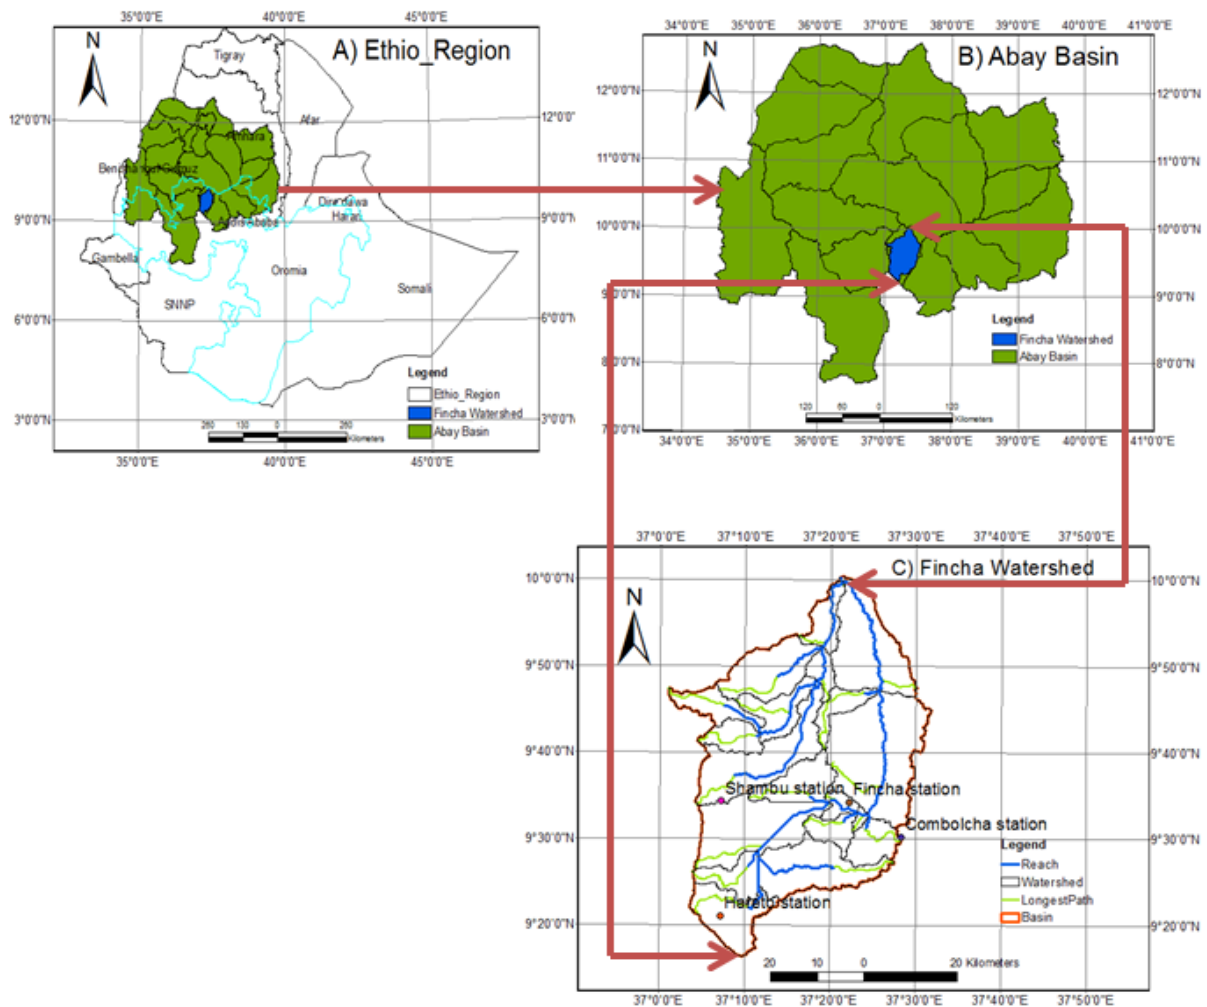 35°0'0"E 40°0'0"E 45°0'0"E
A) Ethio_Region
N
Tigray
Afar
12°0'0"N 12°0'0"
Amhara
Dire dawa
Harari
9°0'0"N 9°0'0"N
Gambella
Oromia
SNNP
Somali
6°0'0"N 6°0'0"N
Legend
Ethio_Region
Fincha Watershed
Abay Basin
3°0'0"N 3°0'0"N
260 130 0 260
Kilometers
35°0'0"E 40°0'0"E 45°0'0"E
34°0'0"E 35°0'0"E 36°0'0"E 37°0'0"E 38°0'0"E 39°0'0"E 40°0'0"E 41°0'0"E
B) Abay Basin
N
12°0'0"N 12°0'0"N
11°0'0"N 11°0'0"N
10°0'0"N 10°0'0"N
9°0'0"N 9°0'0"N
Legend
Fincha Watershed
Abay Basin
8°0'0"N 8°0'0"N
120 60 0 120
Kilometers
7°0'0"N
34°0'0"E 35°0'0"E 36°0'0"E 37°0'0"E 38°0'0"E 39°0'0"E 40°0'0"E 41°0'0"E
37°0'0"E 37°10'0"E 37°20'0"E 37°30'0"E 37°40'0"E 37°50'0"E
C) Fincha Watershed
10°0'0"N 10°0'0"N
N
9°50'0"N 9°50'0"N
9°40'0"N 9°40'0"N
Shambu station Fincha station
Combolcha station
9°30'0"N 9°30'0"N
Legend
Reach
Watershed
LongestPath
Basin
Hareto station
9°20'0"N 9°20'0"N
20 10 0 20 Kilometers
37°0'0"E 37°10'0"E 37°20'0"E 37°30'0"E 37°40'0"E 37°50'0"E